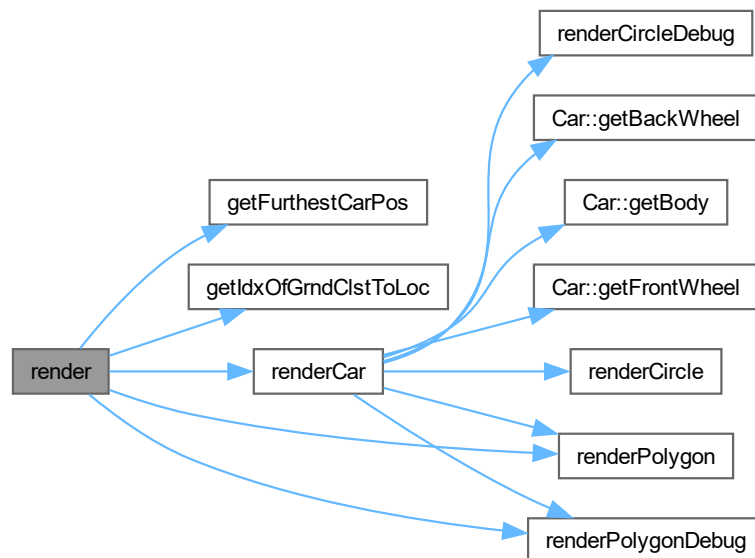 renderCircleDebug
Car::getBackWheel
getFurthestCarPos
Car::getBody
getIdxOfGrndClstToLoc
Car::getFrontWheel
render
renderCar
renderCircle
renderPolygon
renderPolygonDebug